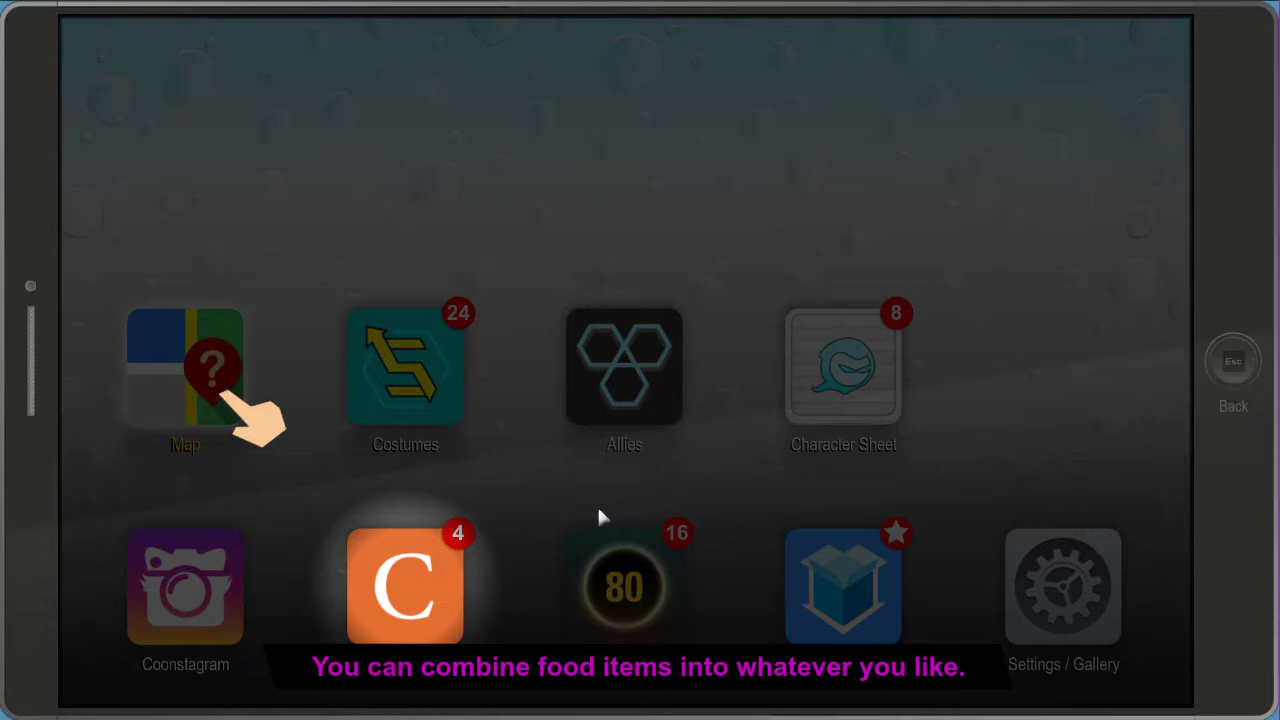 24
8
?
Esc
Back
Map
Costumes
Allies
Character Sheet
4
16
C
80
Coonstagram
Settings / Gallery
You can combine food items into whatever you like.